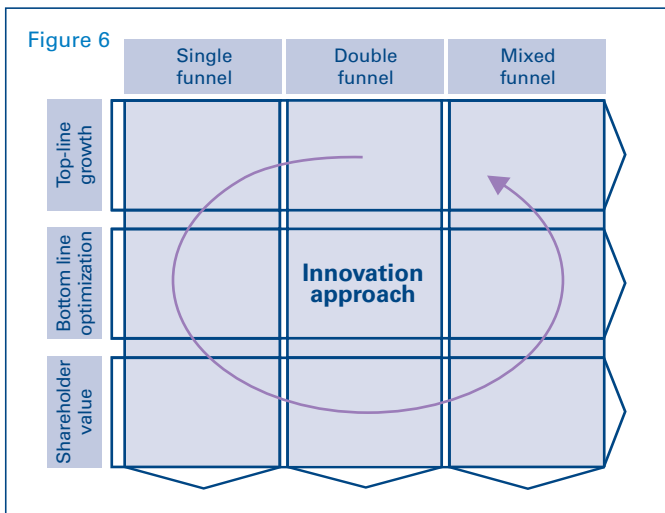 Figure 6
Single
funnel
Double
funnel
Mixed
funnel
Top-line
growth
Bottom line
optimization
Innovation
approach
Shareholder
value